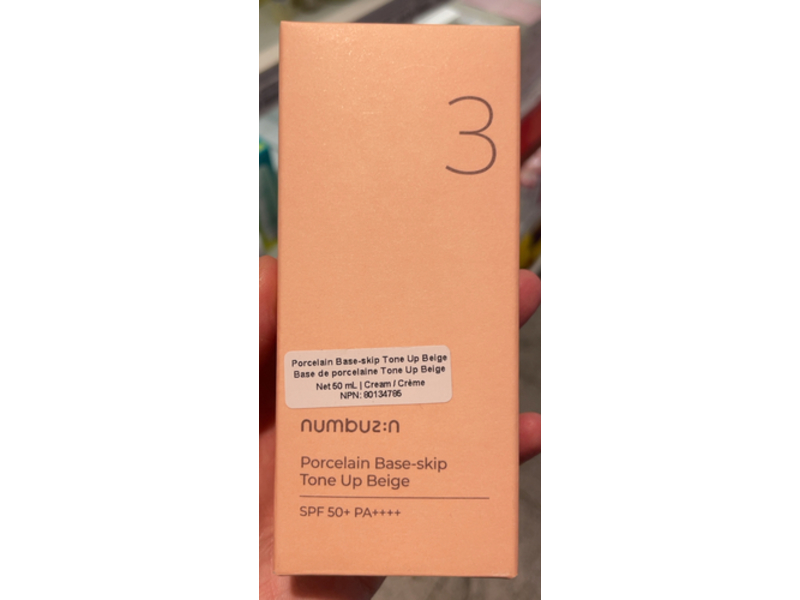 3
Porcelain Base-skip Tone Up Beige
Base de porcelaine Tone Up Beige
Net 50 mL | Cream / Crème
NPN: 80134785
numbuz:n
Porcelain Base-skip
Tone Up Beige
SPF 50+ PA++++